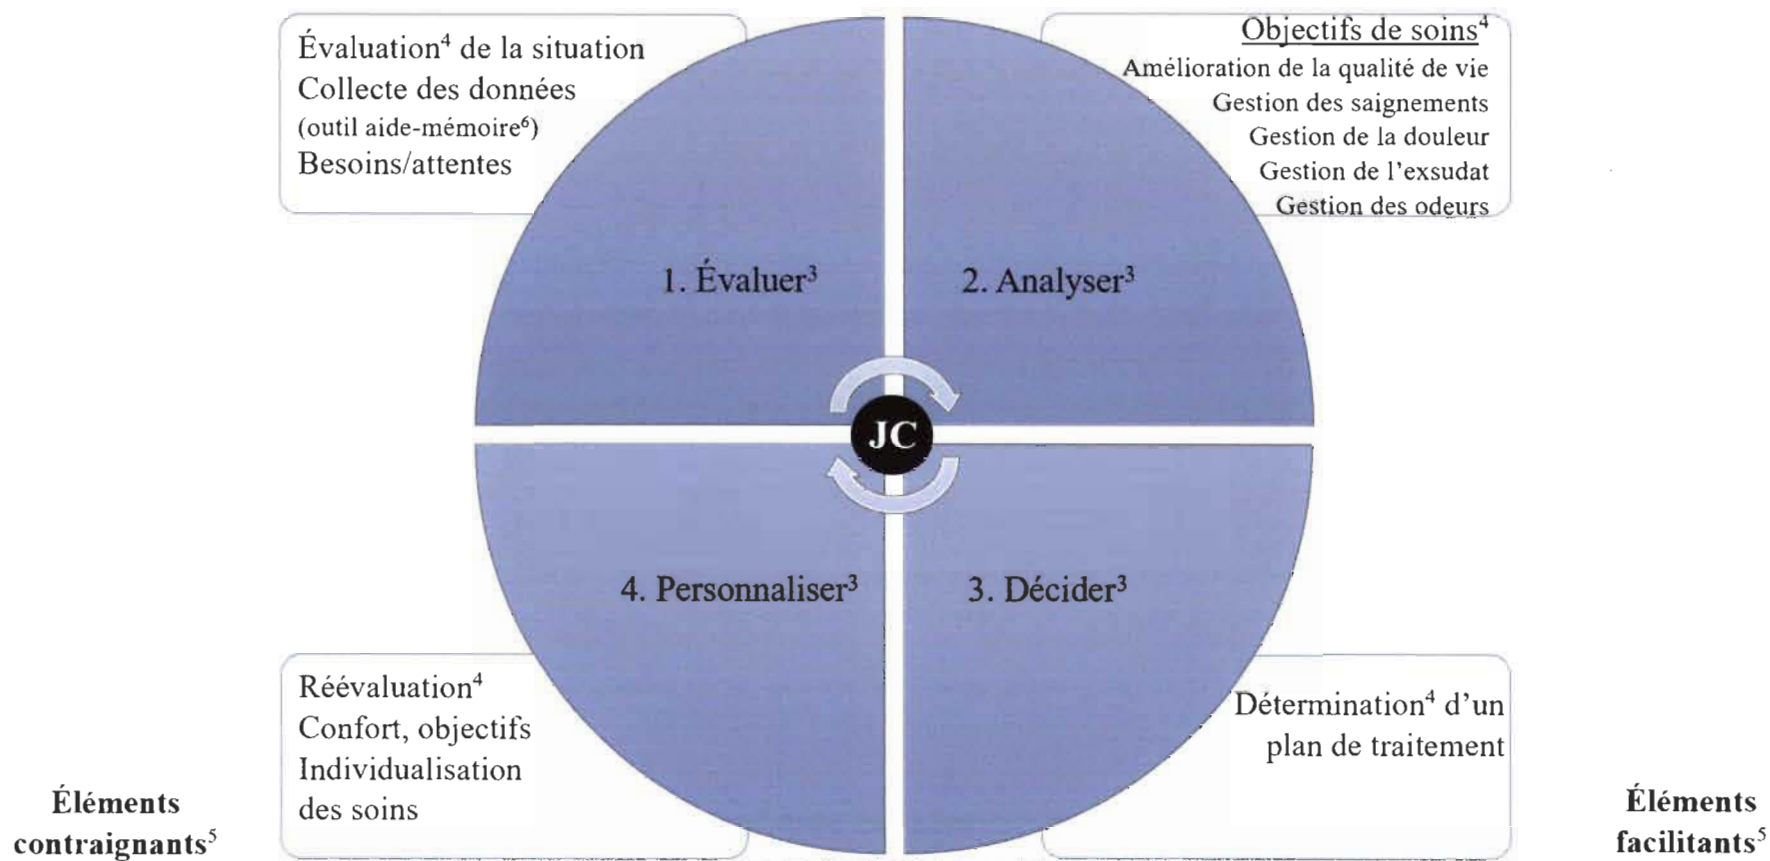 Évaluation⁴ de la situation
Collecte des données
(outil aide-mémoire⁶)
Besoins/attentes
Objectifs de soins⁴
Amélioration de la qualité de vie
Gestion des saignements
Gestion de la douleur
Gestion de l'exsudat
Gestion des odeurs
1. Évaluer³
2. Analyser³
JC
4. Personnaliser³
3. Décider³
Réévaluation⁴
Confort, objectifs
Individualisation
des soins
Détermination⁴ d'un
plan de traitement
Éléments
contraignants⁵
Éléments
facilitants⁵